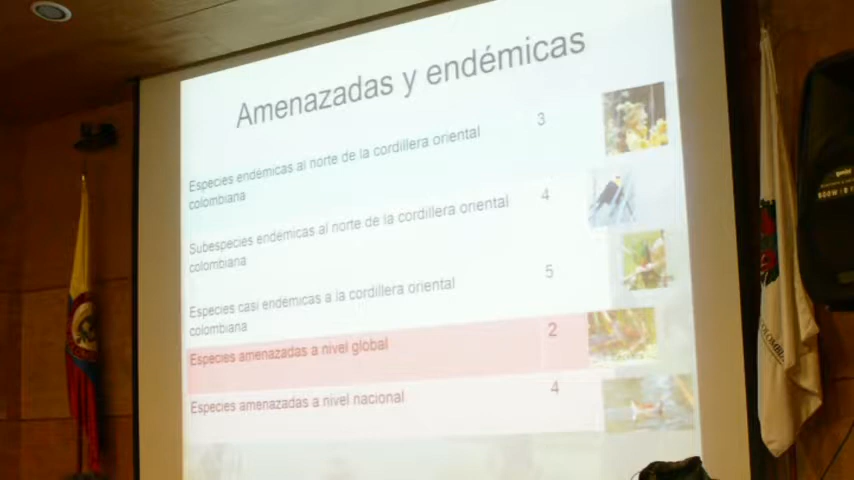 Amenazadas y endémicas
Especies endémicas al norte de la cordillera oriental 3
colombiana
Subespecies endémicas al norte de la cordillera oriental 4
colombiana
Especies casi endémicas a la cordillera oriental 5
colombiana
Especies amenazadas a nivel global 2
Especies amenazadas a nivel nacional 4